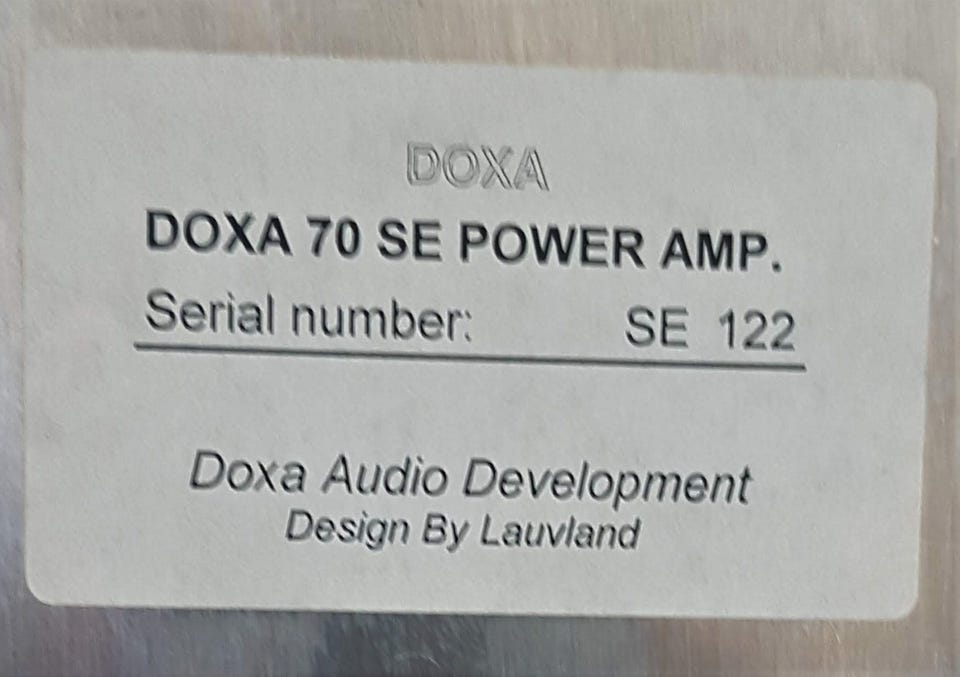 DOXA
DOXA 70 SE POWER AMP.
Serial number: SE 122
Doxa Audio Development
Design By Lauvland